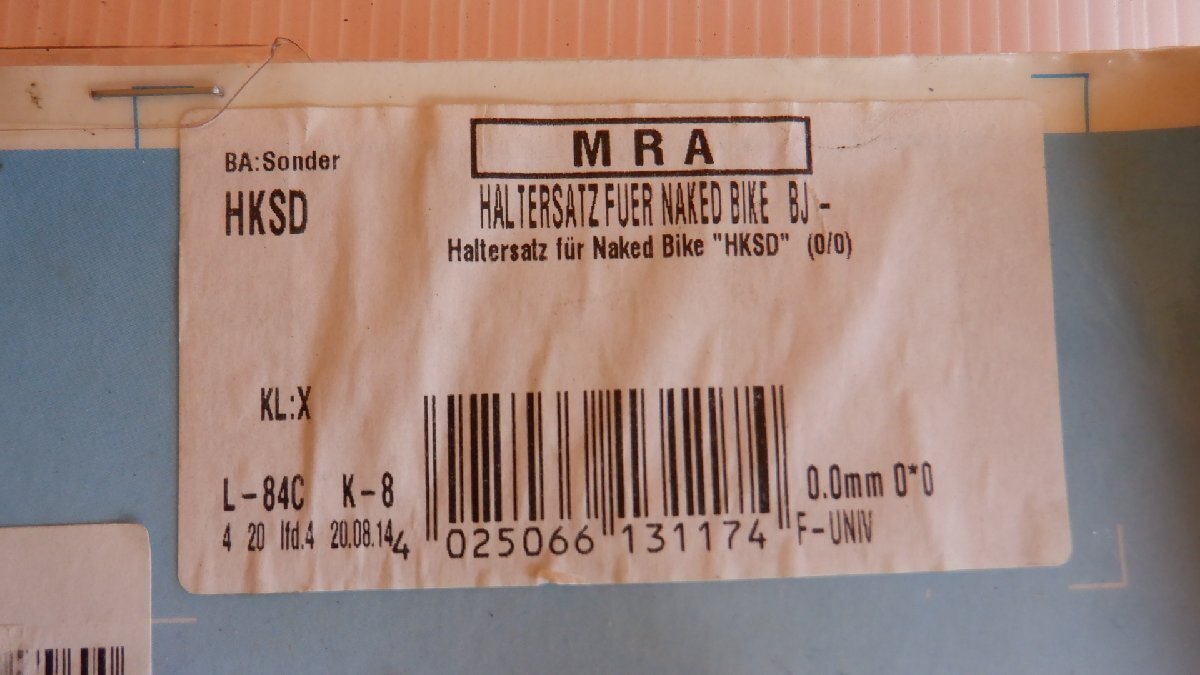 MRA
BA:Sonder
HKSD
HALTERSATZ FUER NAKED BIKE BJ -
Haltersatz für Naked Bike "HKSD" (0/0)
KL:X
L-84C K-8
0.0mm 0*0
4 20 lfd.4 20.08.14
4 025066 131174
F-UNIV